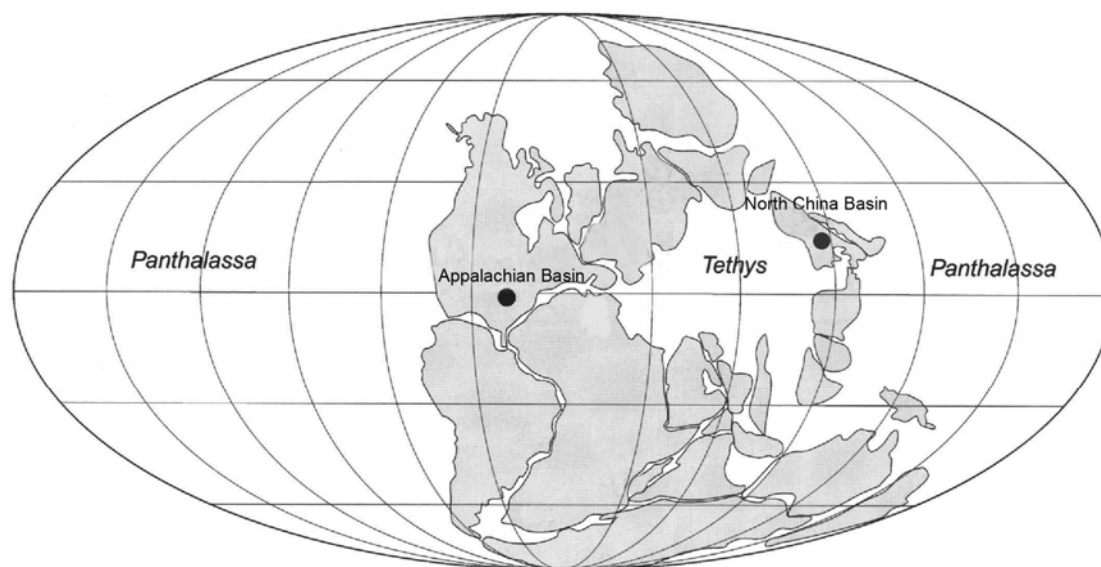 North China Basin
Panthalassa
Tethys
Panthalassa
Appalachian Basin